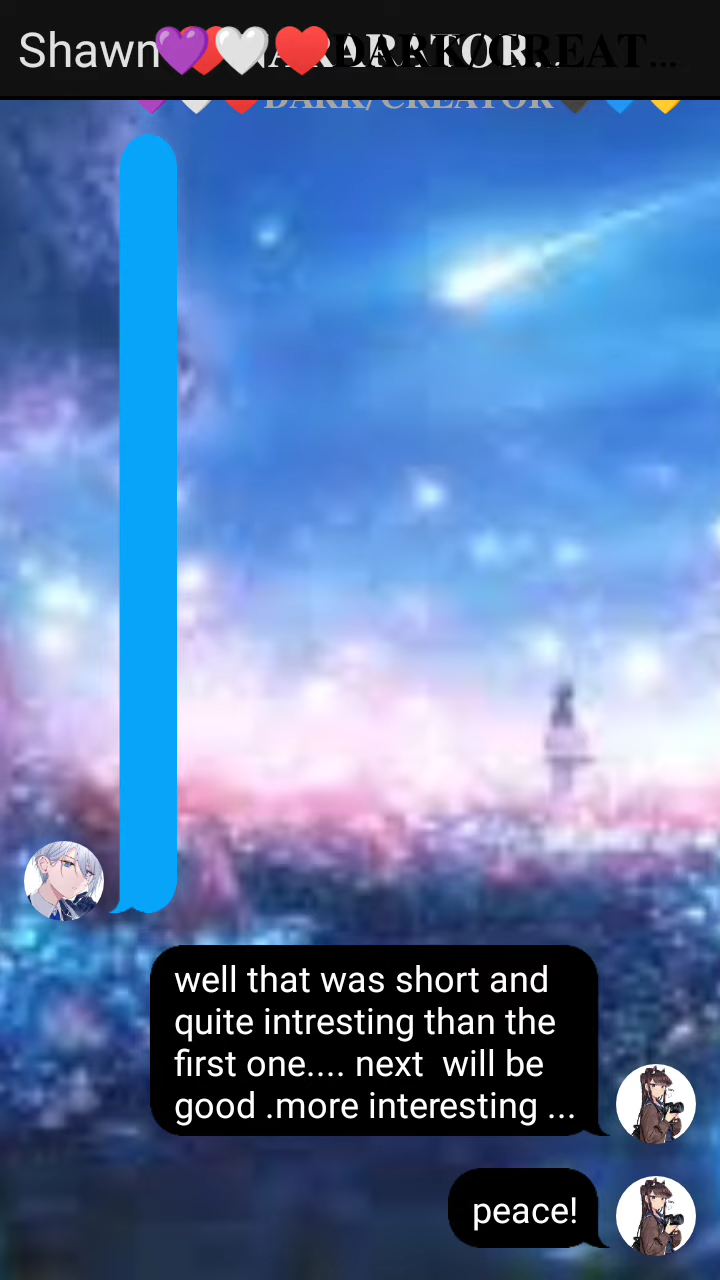 Shawn💜❤️🤍❤️NARRATOR...
💜🤍❤️DARK/CREATOR🖤💙💛
well that was short and
quite intresting than the
first one.... next will be
good .more interesting ...
peace!